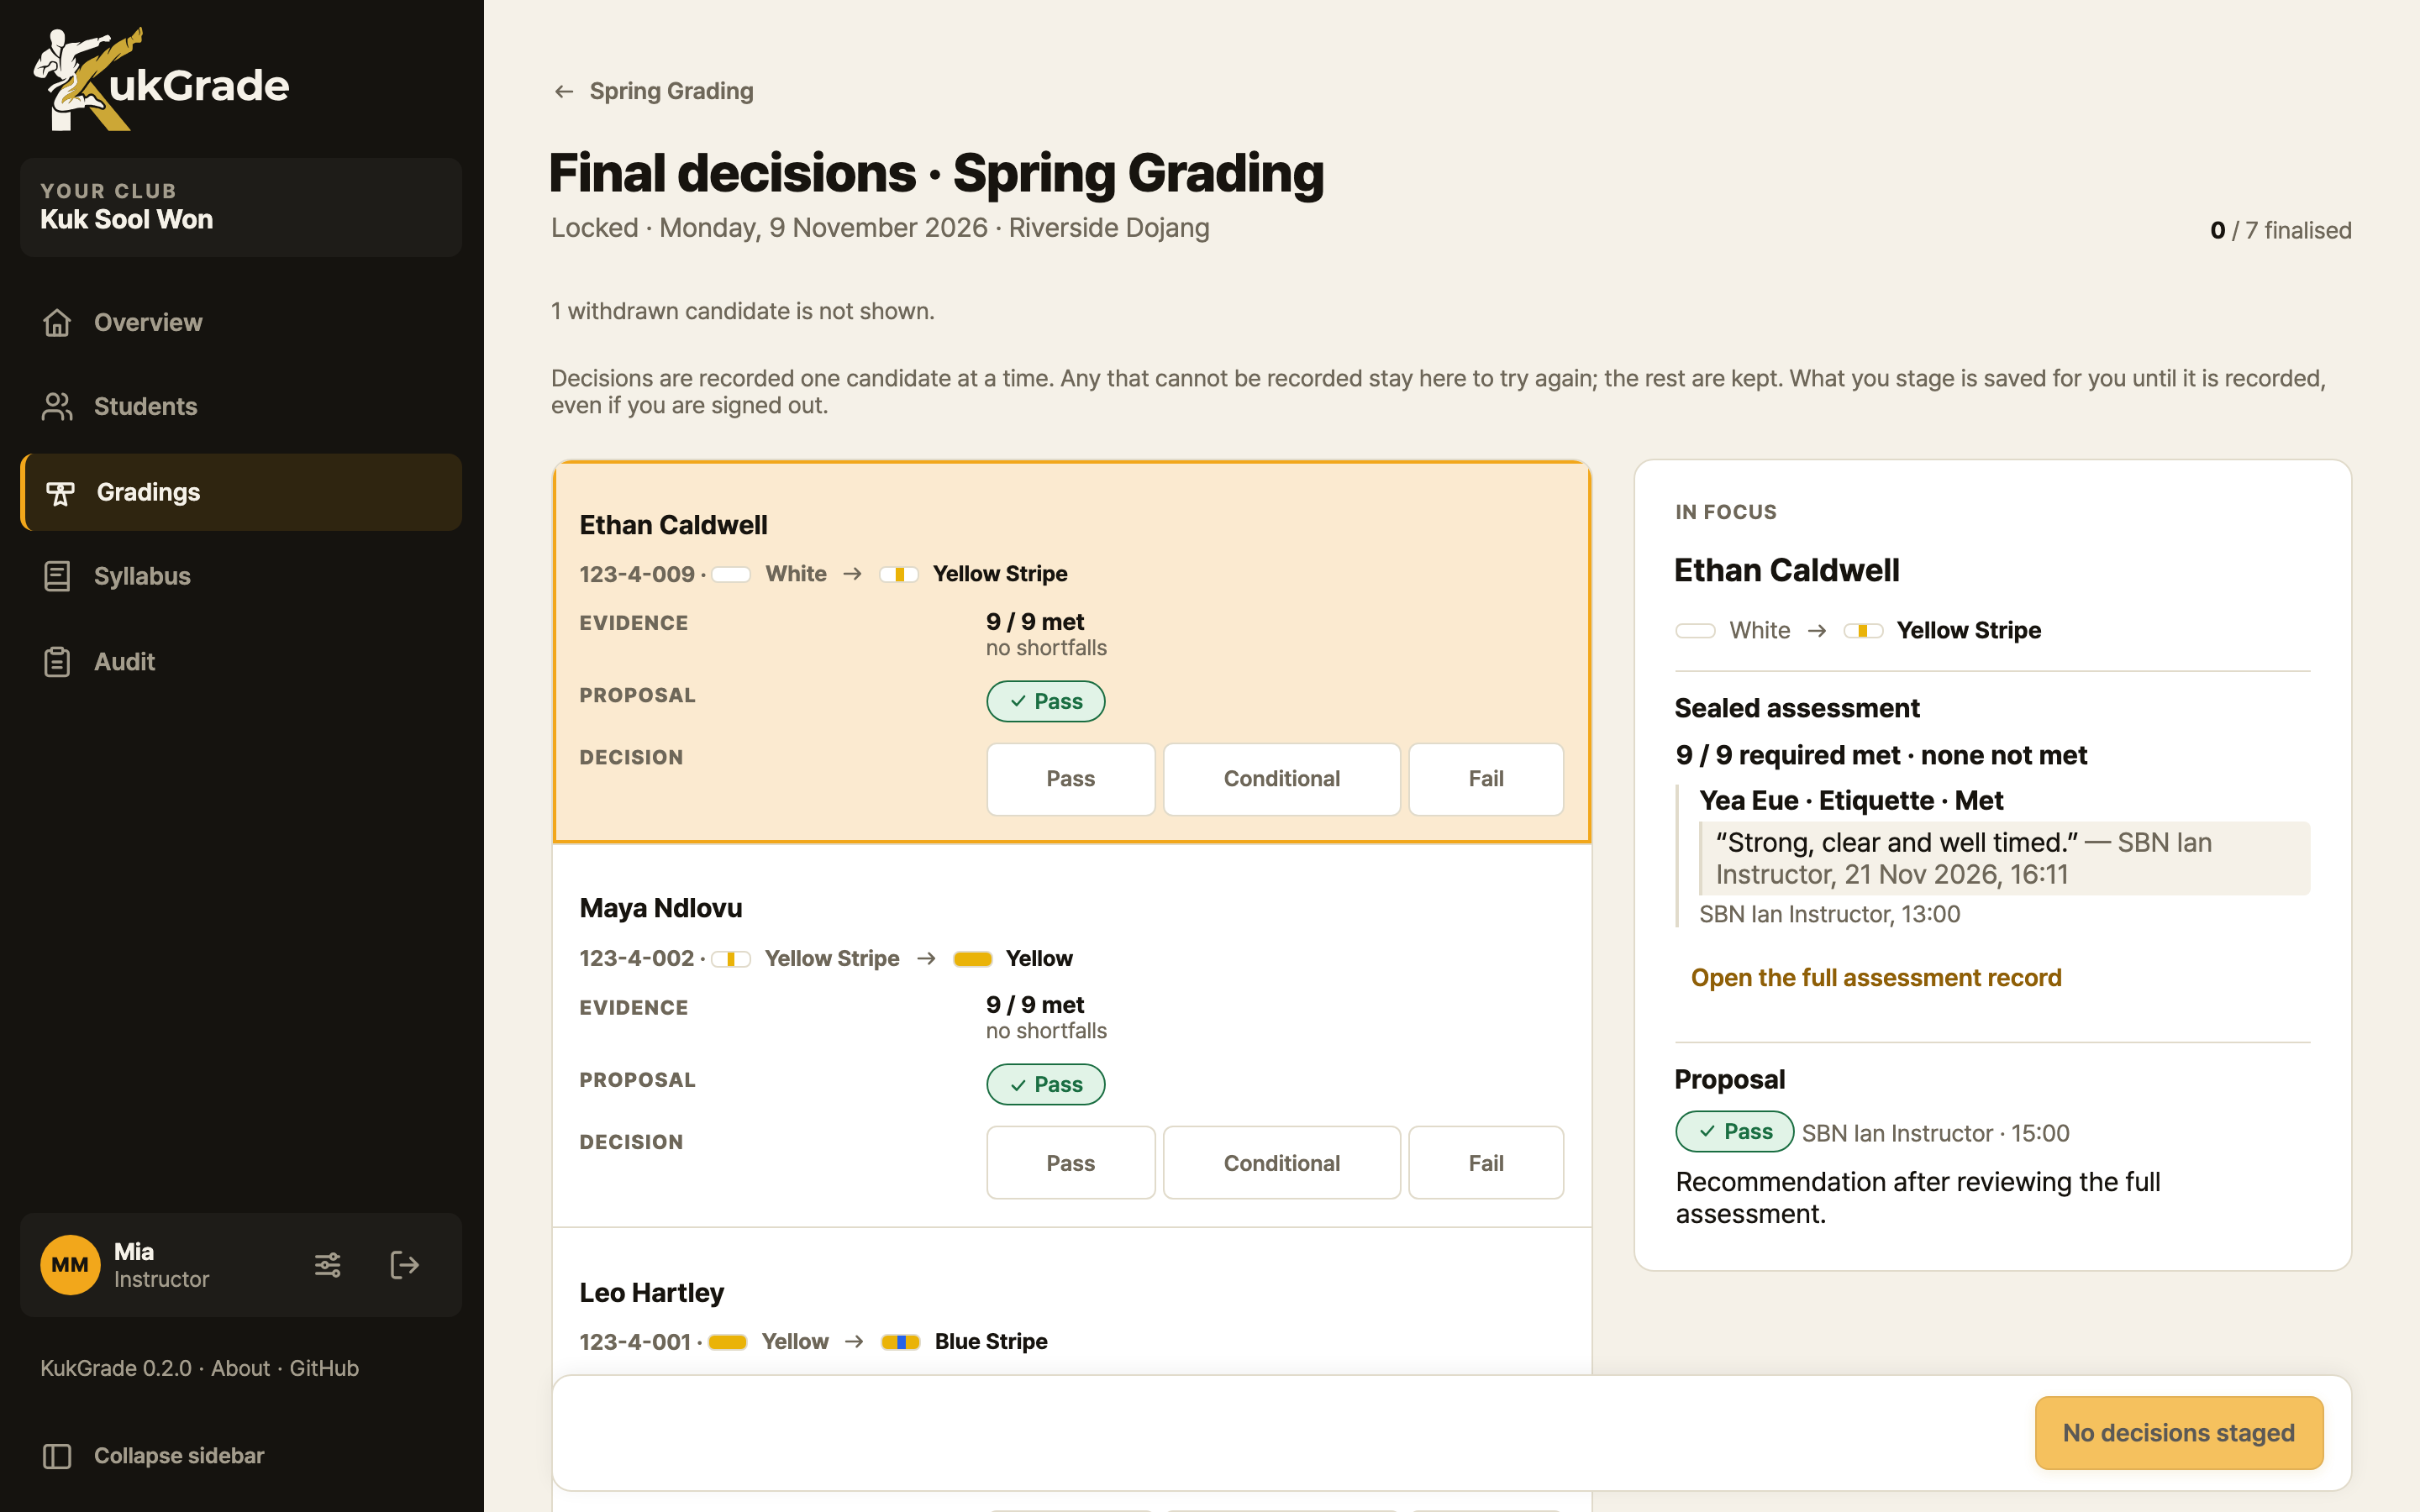 KukGrade
YOUR CLUB
Kuk Sool Won
Overview
Students
Gradings
Syllabus
Audit
MM
Mia
Instructor
KukGrade 0.2.0 · About · GitHub
Collapse sidebar
← Spring Grading
Final decisions · Spring Grading
Locked · Monday, 9 November 2026 · Riverside Dojang
0 / 7 finalised
1 withdrawn candidate is not shown.
Decisions are recorded one candidate at a time. Any that cannot be recorded stay here to try again; the rest are kept. What you stage is saved for you until it is recorded,
even if you are signed out.
Ethan Caldwell
123-4-009 · White → Yellow Stripe
EVIDENCE
9 / 9 met
no shortfalls
PROPOSAL
✓ Pass
DECISION
Pass
Conditional
Fail
Maya Ndlovu
123-4-002 · Yellow Stripe → Yellow
EVIDENCE
9 / 9 met
no shortfalls
PROPOSAL
✓ Pass
DECISION
Pass
Conditional
Fail
Leo Hartley
123-4-001 · Yellow → Blue Stripe
IN FOCUS
Ethan Caldwell
White → Yellow Stripe
Sealed assessment
9 / 9 required met · none not met
Yea Eue · Etiquette · Met
“Strong, clear and well timed.” — SBN Ian
Instructor, 21 Nov 2026, 16:11
SBN Ian Instructor, 13:00
Open the full assessment record
Proposal
✓ Pass SBN Ian Instructor · 15:00
Recommendation after reviewing the full
assessment.
No decisions staged